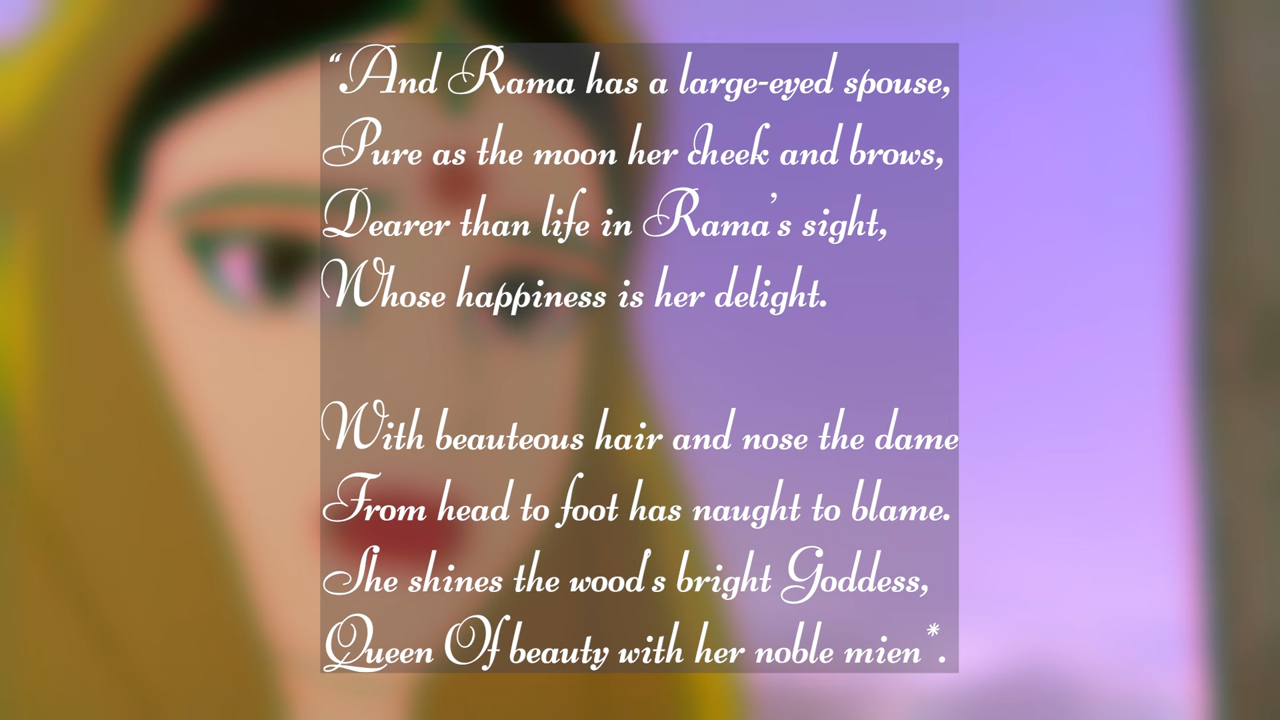 “And Rama has a large-eyed spouse,
Pure as the moon her cheek and brows,
Dearer than life in Rama’s sight,
Whose happiness is her delight.
With beauteous hair and nose the dame
From head to foot has naught to blame.
She shines the wood's bright Goddess,
Queen Of beauty with her noble mien*.